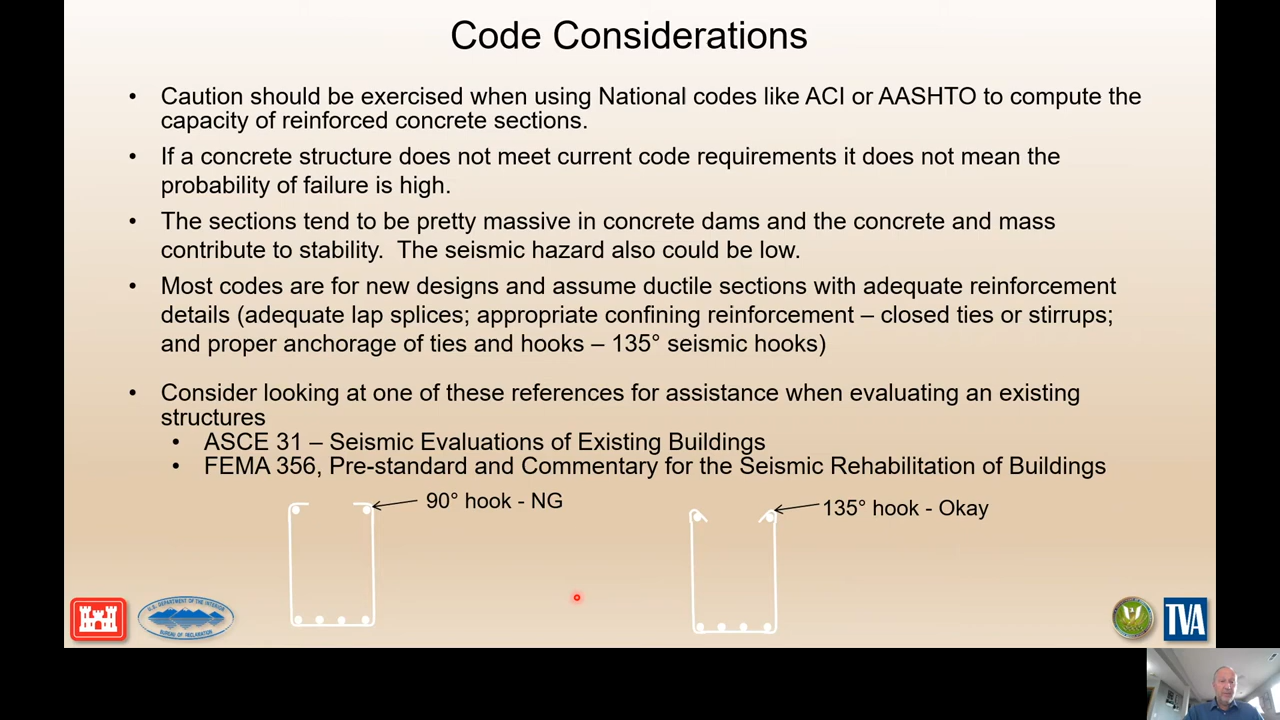 Code Considerations
• Caution should be exercised when using National codes like ACI or AASHTO to compute the
capacity of reinforced concrete sections.
• If a concrete structure does not meet current code requirements it does not mean the
probability of failure is high.
• The sections tend to be pretty massive in concrete dams and the concrete and mass
contribute to stability.  The seismic hazard also could be low.
• Most codes are for new designs and assume ductile sections with adequate reinforcement
details (adequate lap splices; appropriate confining reinforcement – closed ties or stirrups;
and proper anchorage of ties and hooks – 135° seismic hooks)
• Consider looking at one of these references for assistance when evaluating an existing
structures
• ASCE 31 – Seismic Evaluations of Existing Buildings
• FEMA 356, Pre-standard and Commentary for the Seismic Rehabilitation of Buildings
90° hook - NG
135° hook - Okay
U.S. DEPARTMENT OF THE INTERIOR
BUREAU OF RECLAMATION
TVA